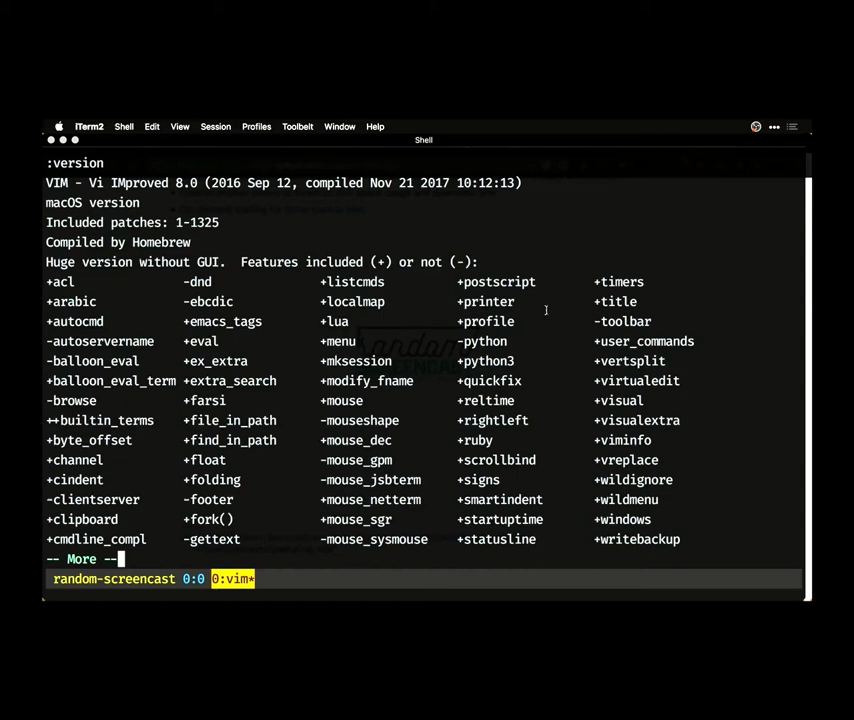 iTerm2 Shell Edit View Session Profiles Toolbelt Window Help
Shell
:version
VIM - Vi IMproved 8.0 (2016 Sep 12, compiled Nov 21 2017 10:12:13)
macOS version
Included patches: 1-1325
Compiled by Homebrew
Huge version without GUI.  Features included (+) or not (-):
+acl -dnd +listcmds +postscript +timers
+arabic -ebcdic +localmap +printer +title
+autocmd +emacs_tags +lua +profile -toolbar
-autoservername +eval +menu -python +user_commands
-balloon_eval +ex_extra +mksession +python3 +vertsplit
+balloon_eval_term +extra_search +modify_fname +quickfix +virtualedit
-browse +farsi +mouse +reltime +visual
++builtin_terms +file_in_path -mouseshape +rightleft +visualextra
+byte_offset +find_in_path +mouse_dec +ruby +viminfo
+channel +float -mouse_gpm +scrollbind +vreplace
+cindent +folding -mouse_jsbterm +signs +wildignore
-clientserver -footer +mouse_netterm +smartindent +wildmenu
+clipboard +fork() +mouse_sgr +startuptime +windows
+cmdline_compl -gettext -mouse_sysmouse +statusline +writebackup
-- More --
random-screencast 0:0 0:vim*